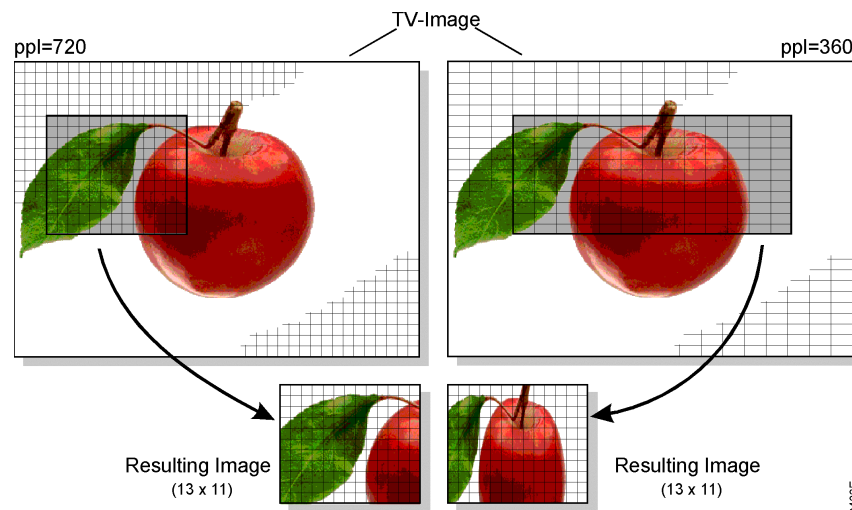 TV-Image
ppl=720
ppl=360
Resulting Image
(13 x 11)
Resulting Image
(13 x 11)